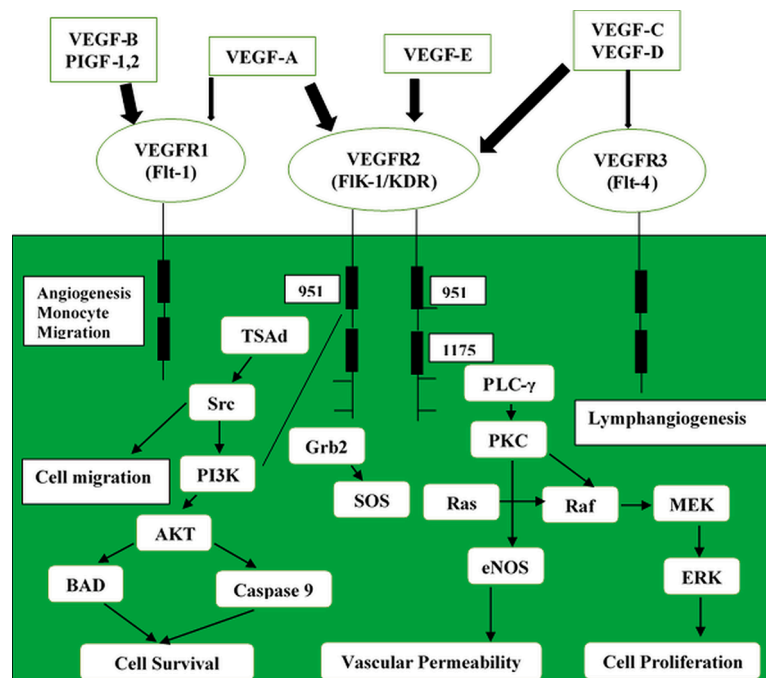 VEGF-B
PIGF-1,2
VEGF-A
VEGF-E
VEGF-C
VEGF-D
VEGFR1
(Flt-1)
VEGFR2
(FlK-1/KDR)
VEGFR3
(Flt-4)
Angiogenesis
Monocyte
Migration
951
951
TSAd
1175
PLC-γ
Src
Lymphangiogenesis
Grb2
PKC
Cell migration
PI3K
SOS
Ras
Raf
MEK
AKT
BAD
Caspase 9
eNOS
ERK
Cell Survival
Vascular Permeability
Cell Proliferation